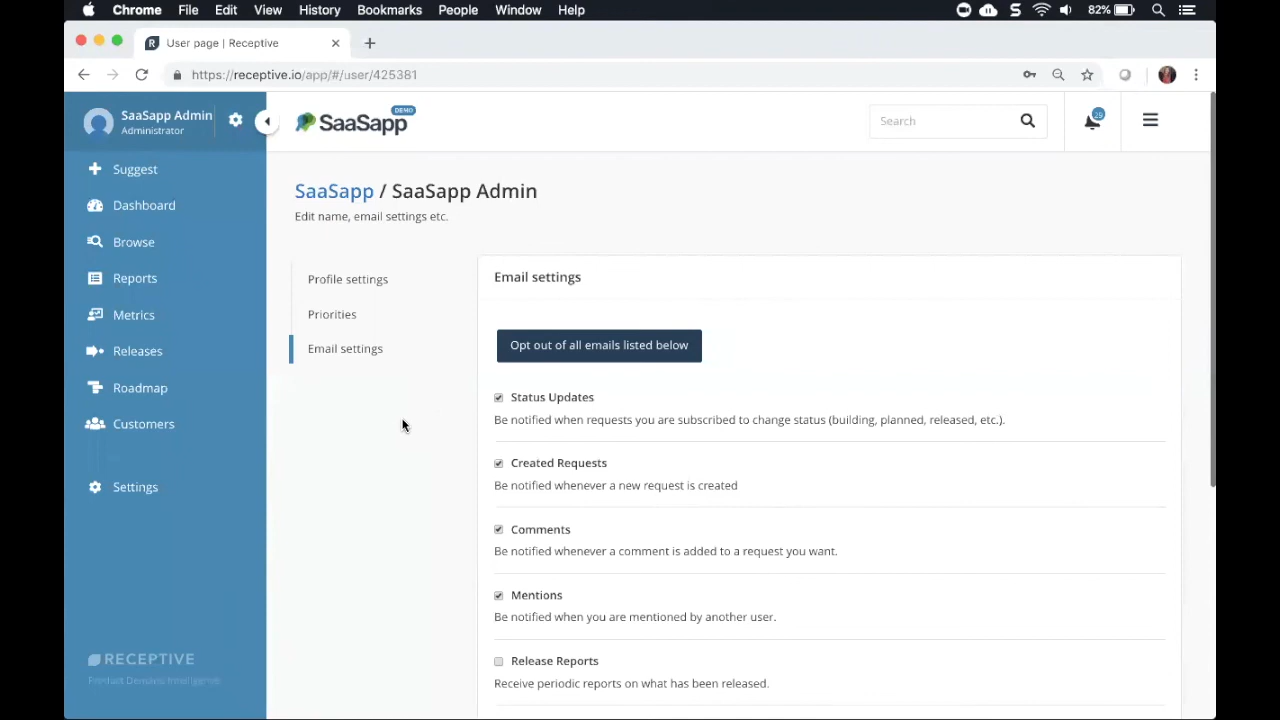 Chrome File Edit View History Bookmarks People Window Help 82%
User page | Receptive
https://receptive.io/app/#/user/425381
SaaSapp Admin
Administrator
SaaSapp DEMO
Search
29
Suggest
Dashboard
Browse
Reports
Metrics
Releases
Roadmap
Customers
Settings
RECEPTIVE
Product Demand Intelligence
SaaSapp / SaaSapp Admin
Edit name, email settings etc.
Profile settings
Priorities
Email settings
Email settings
Opt out of all emails listed below
Status Updates
Be notified when requests you are subscribed to change status (building, planned, released, etc.).
Created Requests
Be notified whenever a new request is created
Comments
Be notified whenever a comment is added to a request you want.
Mentions
Be notified when you are mentioned by another user.
Release Reports
Receive periodic reports on what has been released.